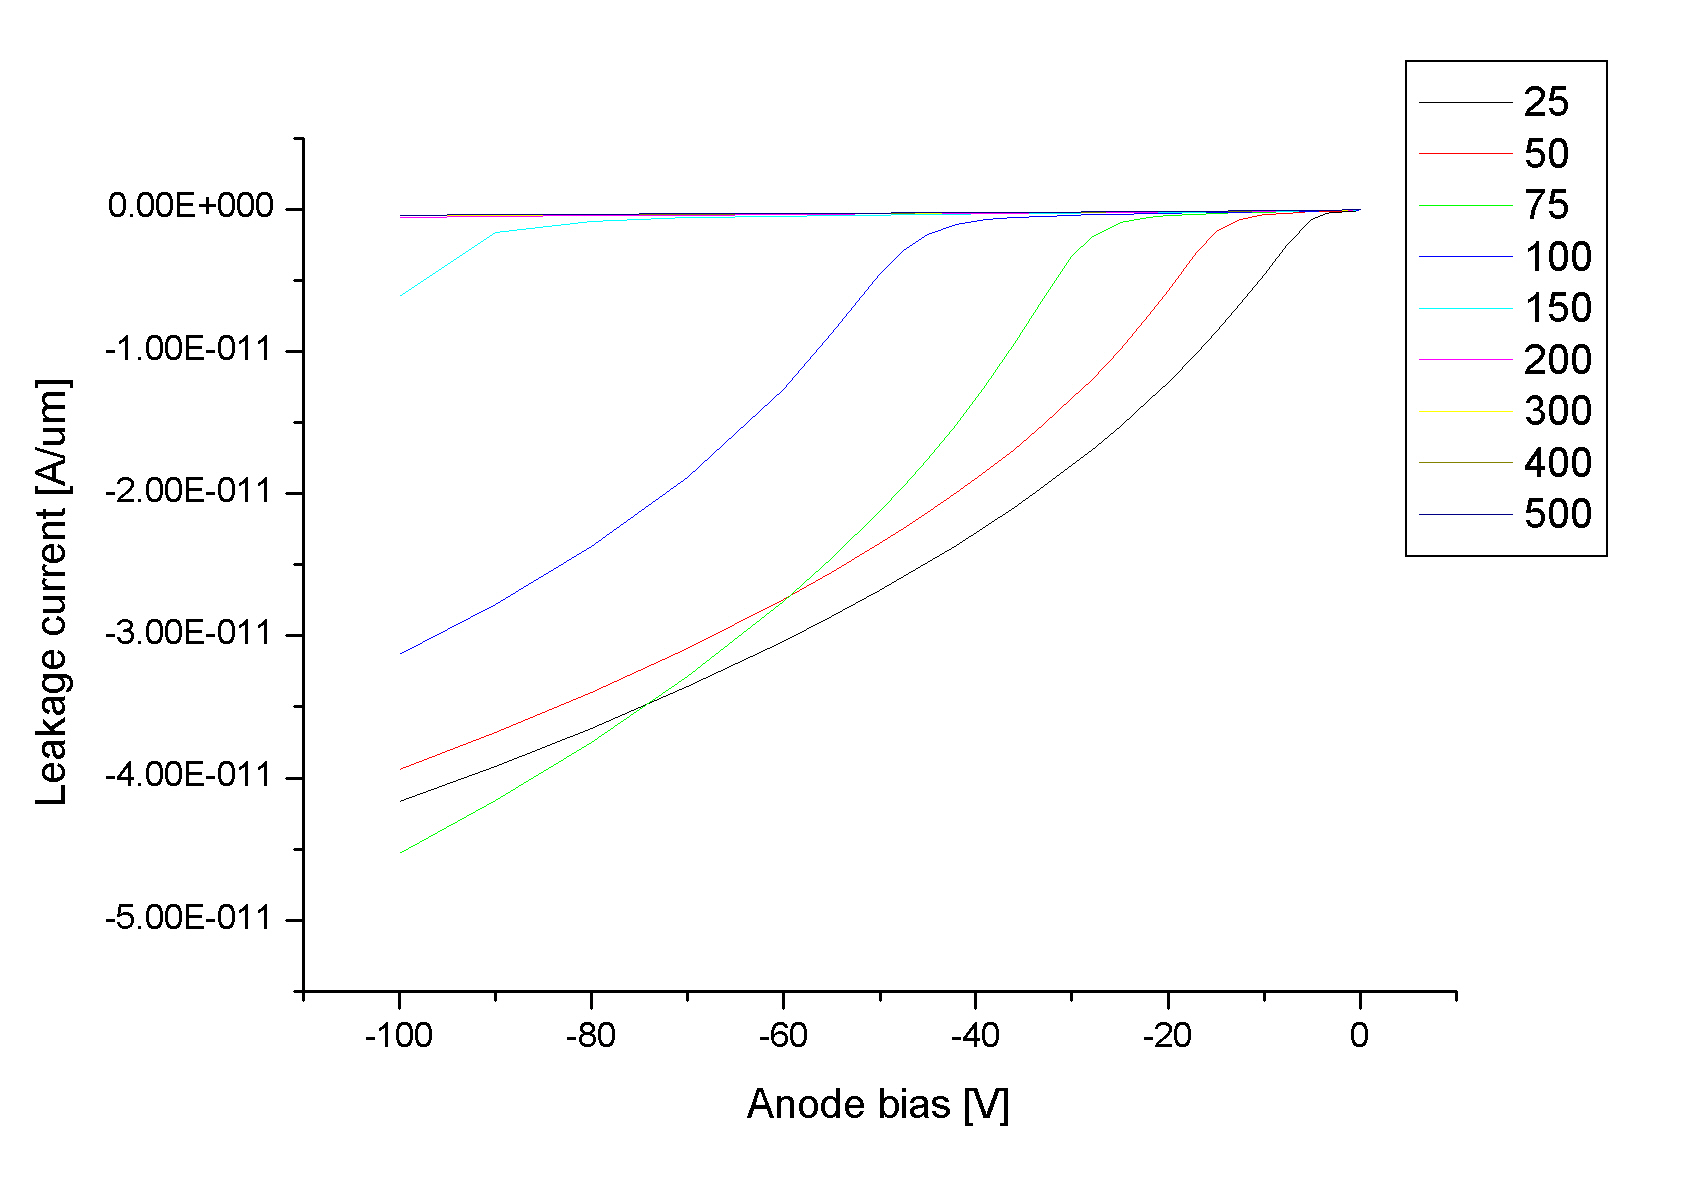 25
50
75
100
150
200
300
400
500
0.00E+000
-1.00E-011
-2.00E-011
-3.00E-011
-4.00E-011
-5.00E-011
Leakage current [A/um]
-100 -80 -60 -40 -20 0
Anode bias [V]